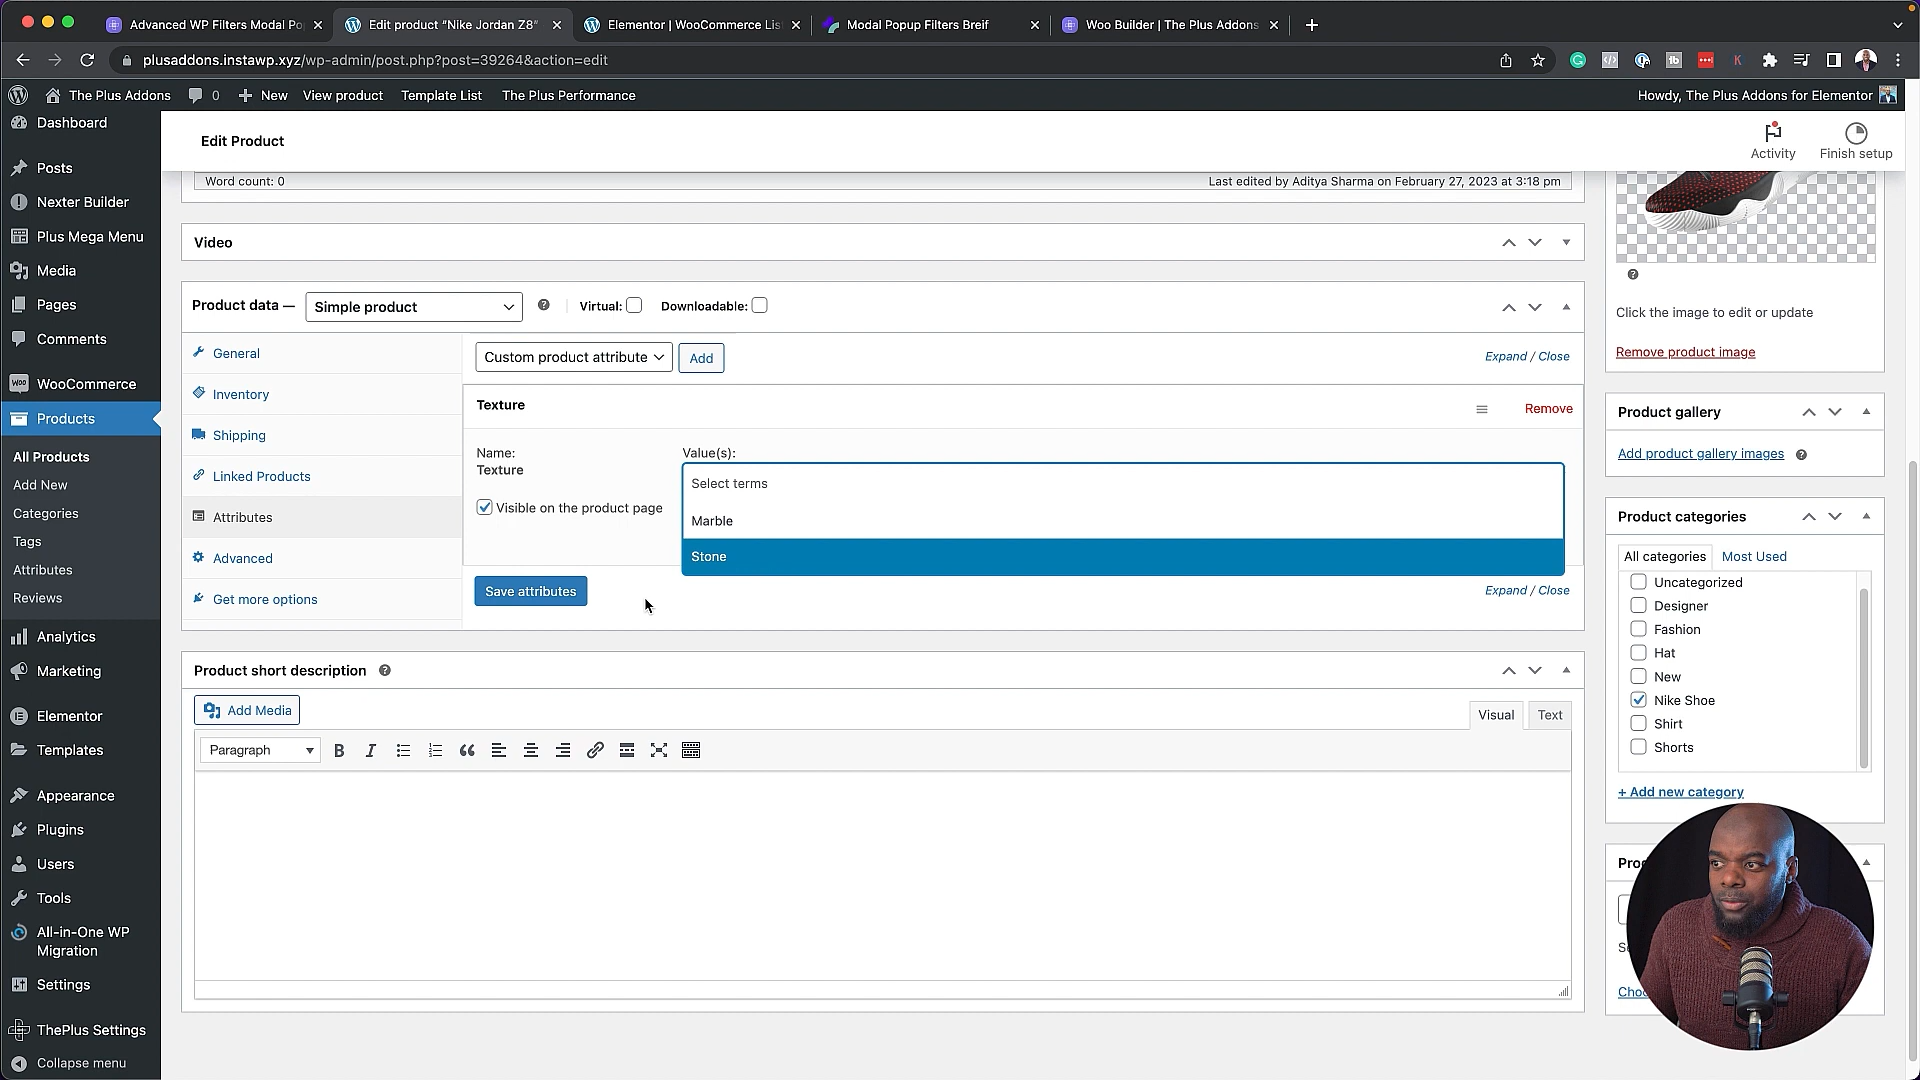 Advanced WP Filters Modal Po
Edit product “Nike Jordan Z8”
Elementor | WooCommerce Lis
Modal Popup Filters Breif
Woo Builder | The Plus Addons
plusaddons.instawp.xyz/wp-admin/post.php?post=39264&action=edit
The Plus Addons
0
New
View product
Template List
The Plus Performance
Howdy, The Plus Addons for Elementor
Dashboard
Posts
Nexter Builder
Plus Mega Menu
Media
Pages
Comments
WooCommerce
Products
All Products
Add New
Categories
Tags
Attributes
Reviews
Analytics
Marketing
Elementor
Templates
Appearance
Plugins
Users
Tools
All-in-One WP
Migration
Settings
ThePlus Settings
Collapse menu
Edit Product
Activity
Finish setup
Word count: 0
Last edited by Aditya Sharma on February 27, 2023 at 3:18 pm
Video
Product data —
Simple product
Virtual:
Downloadable:
General
Inventory
Shipping
Linked Products
Attributes
Advanced
Get more options
Custom product attribute
Add
Expand / Close
Texture
Remove
Name:
Texture
Visible on the product page
Value(s):
Select terms
Marble
Stone
Save attributes
Expand / Close
Product short description
Add Media
Visual
Text
Paragraph
Click the image to edit or update
Remove product image
Product gallery
Add product gallery images
Product categories
All categories
Most Used
Uncategorized
Designer
Fashion
Hat
New
Nike Shoe
Shirt
Shorts
+ Add new category